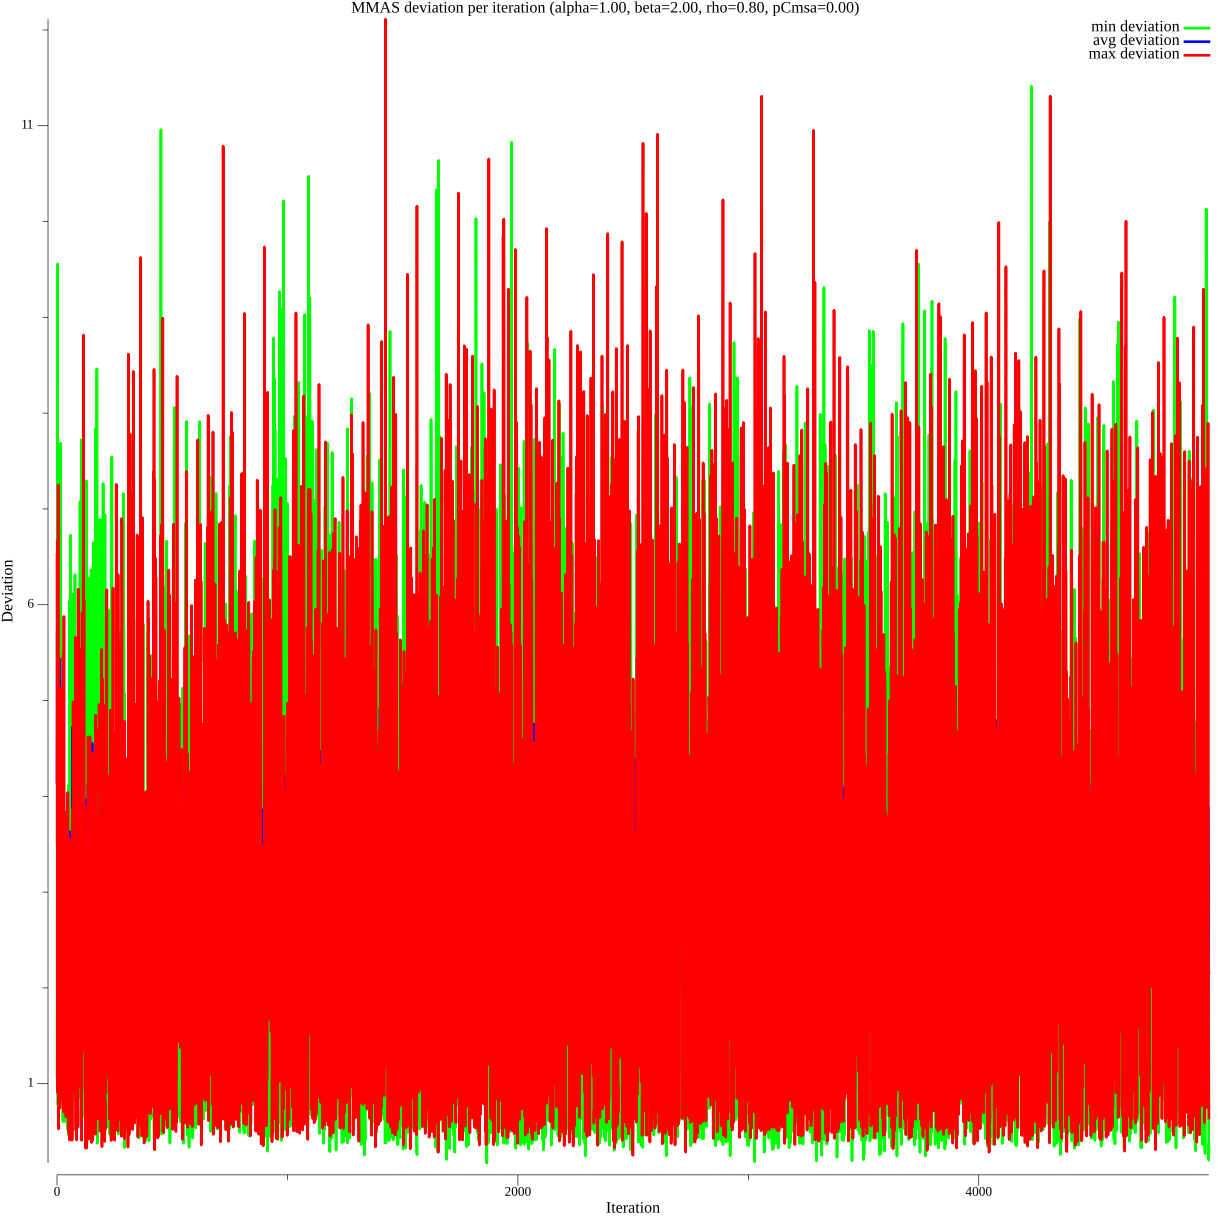 MMAS deviation per iteration (alpha=1.00, beta=2.00, rho=0.80, pCmsa=0.00)
min deviation
avg deviation
max deviation
11
6
1
Deviation
0
2000
4000
Iteration